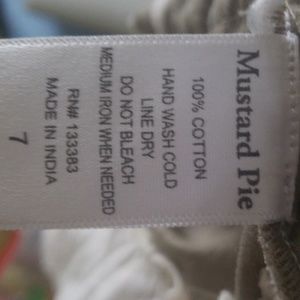 Mustard Pie
100% COTTON
HAND WASH COLD
LINE DRY
DO NOT BLEACH
MEDIUM IRON WHEN NEEDED
RN# 133383
MADE IN INDIA
7